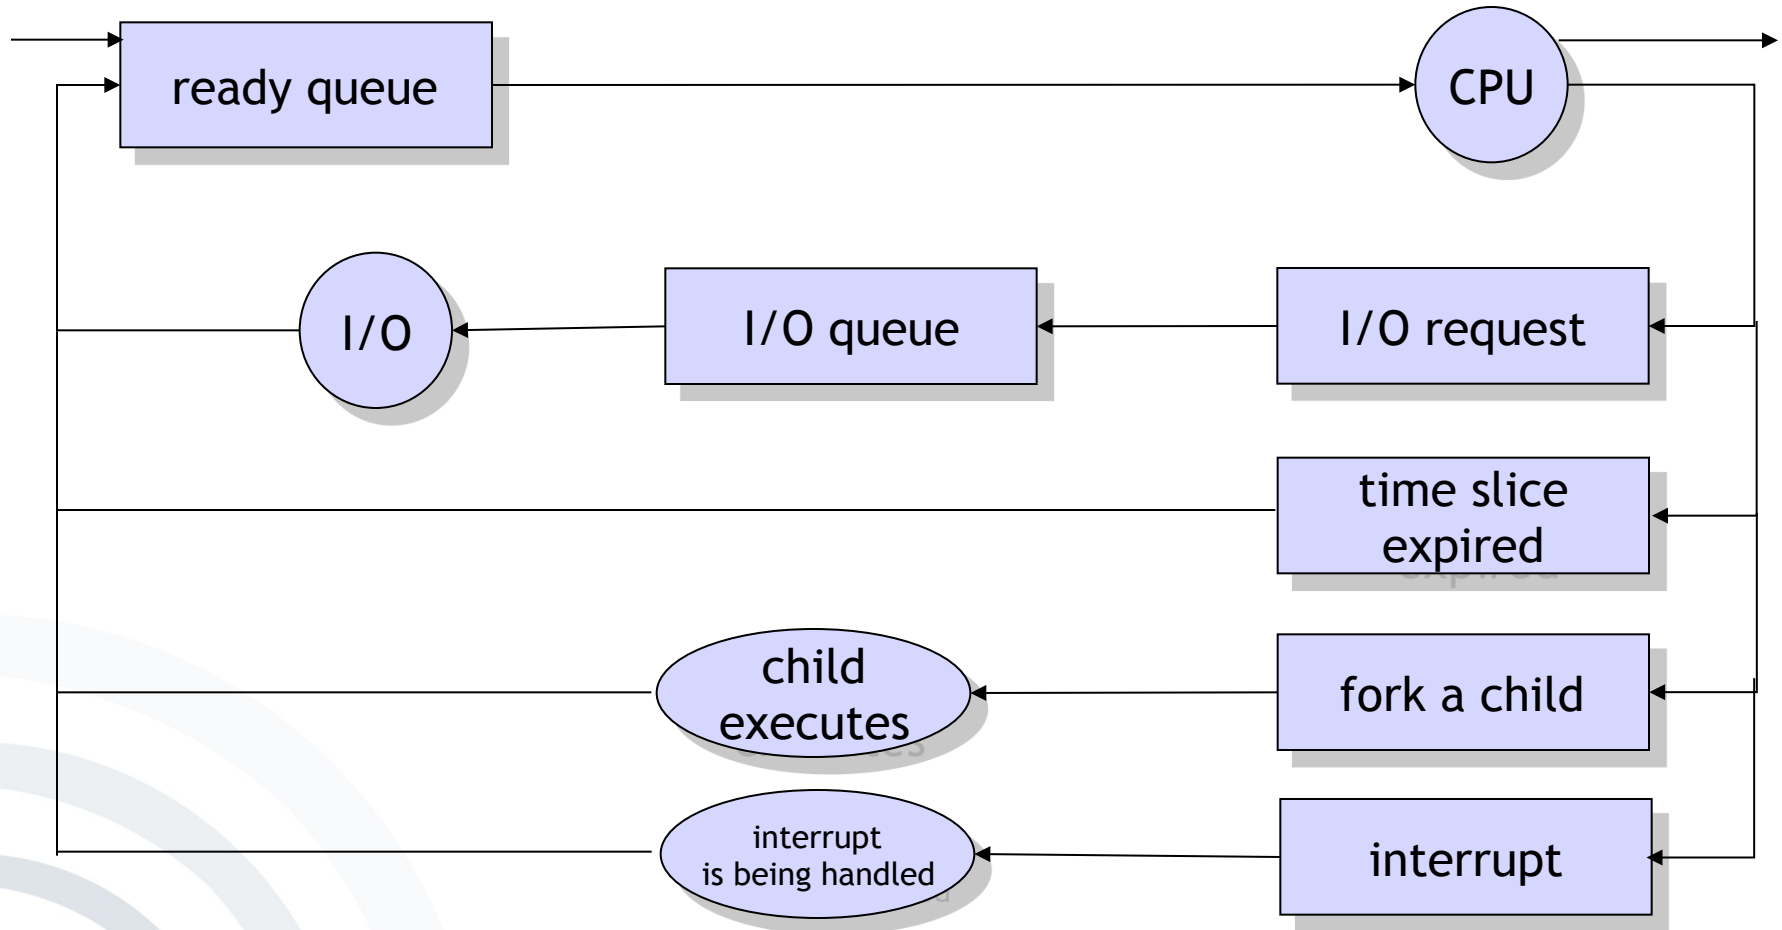 ready queue
CPU
I/O
I/O queue
I/O request
time slice
expired
child
executes
fork a child
interrupt
is being handled
interrupt